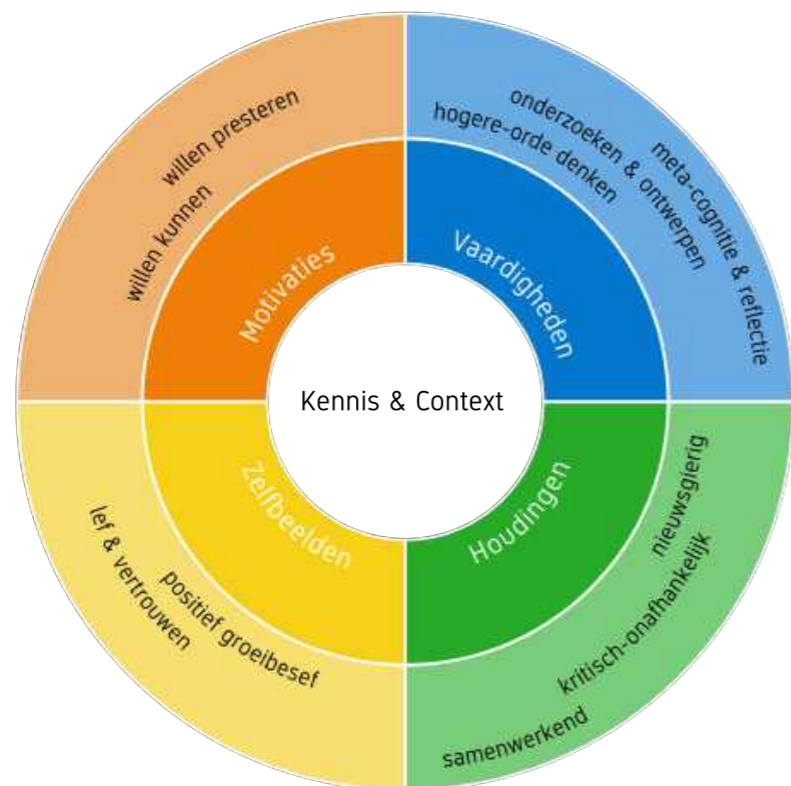 willen presteren
willen kunnen
Motivaties
meta-cognitie & reflectie
onderzoeken & ontwerpen
hogere-orde denken
Vaardigheden
Kennis & Context
Zelfbeelden
positief groeibesef
lef & vertrouwen
Houdingen
nieuwsgierig
kritisch-onafhankelijk
samenwerkend